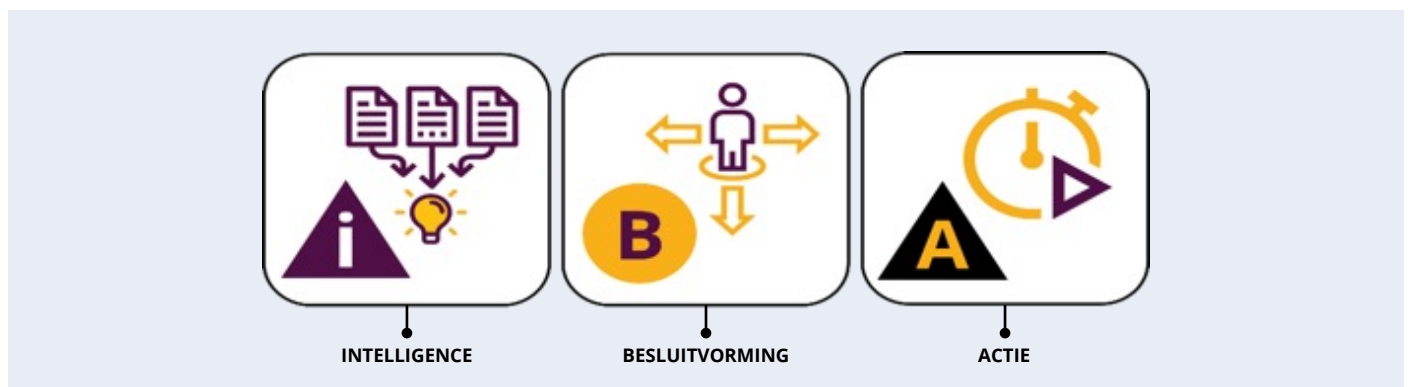 i
B
A
INTELLIGENCE
BESLUITVORMING
ACTIE